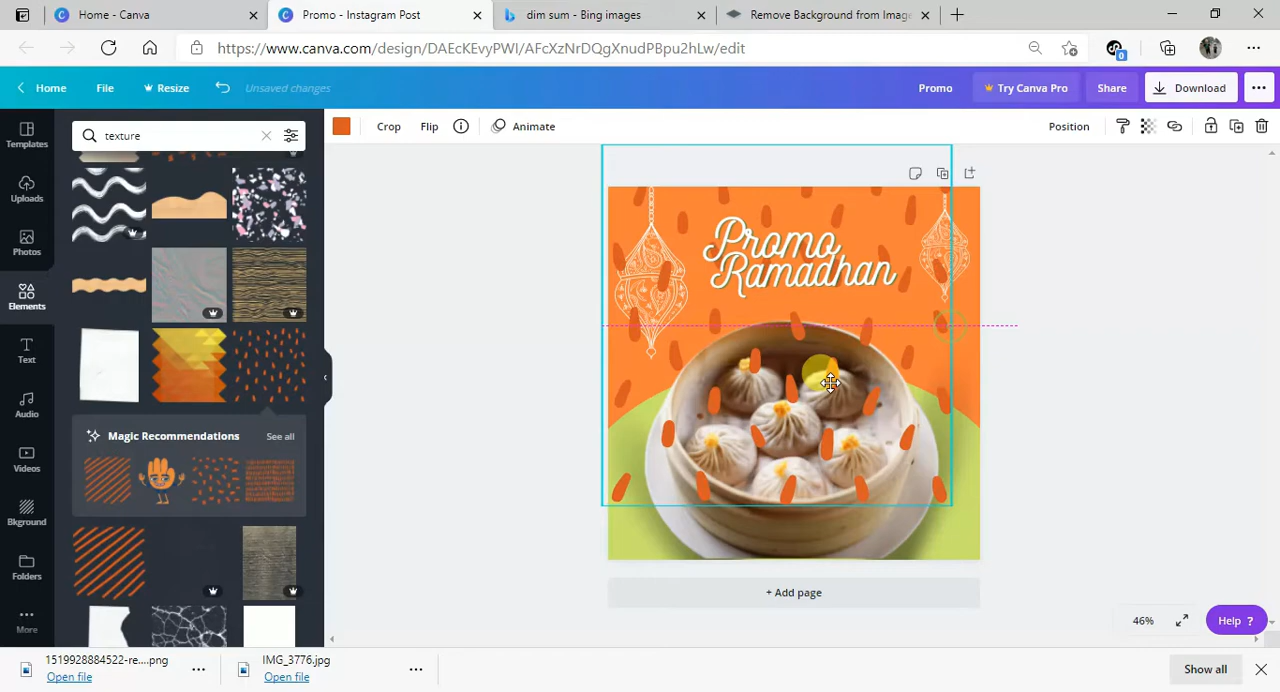 Home - Canva
Promo - Instagram Post
dim sum - Bing images
Remove Background from Image
https://www.canva.com/design/DAEcKEvyPWI/AFcXzNrDQgXnudPBpu2hLw/edit
0
Home
File
Resize
Unsaved changes
Promo
Try Canva Pro
Share
Download
texture
Crop
Flip
Animate
Position
Templates
Uploads
Photos
Elements
Text
Audio
Videos
Bkground
Folders
More
Magic Recommendations
See all
Promo
Ramadhan
+ Add page
46%
Help ?
1519928884522-re....png
Open file
IMG_3776.jpg
Open file
Show all